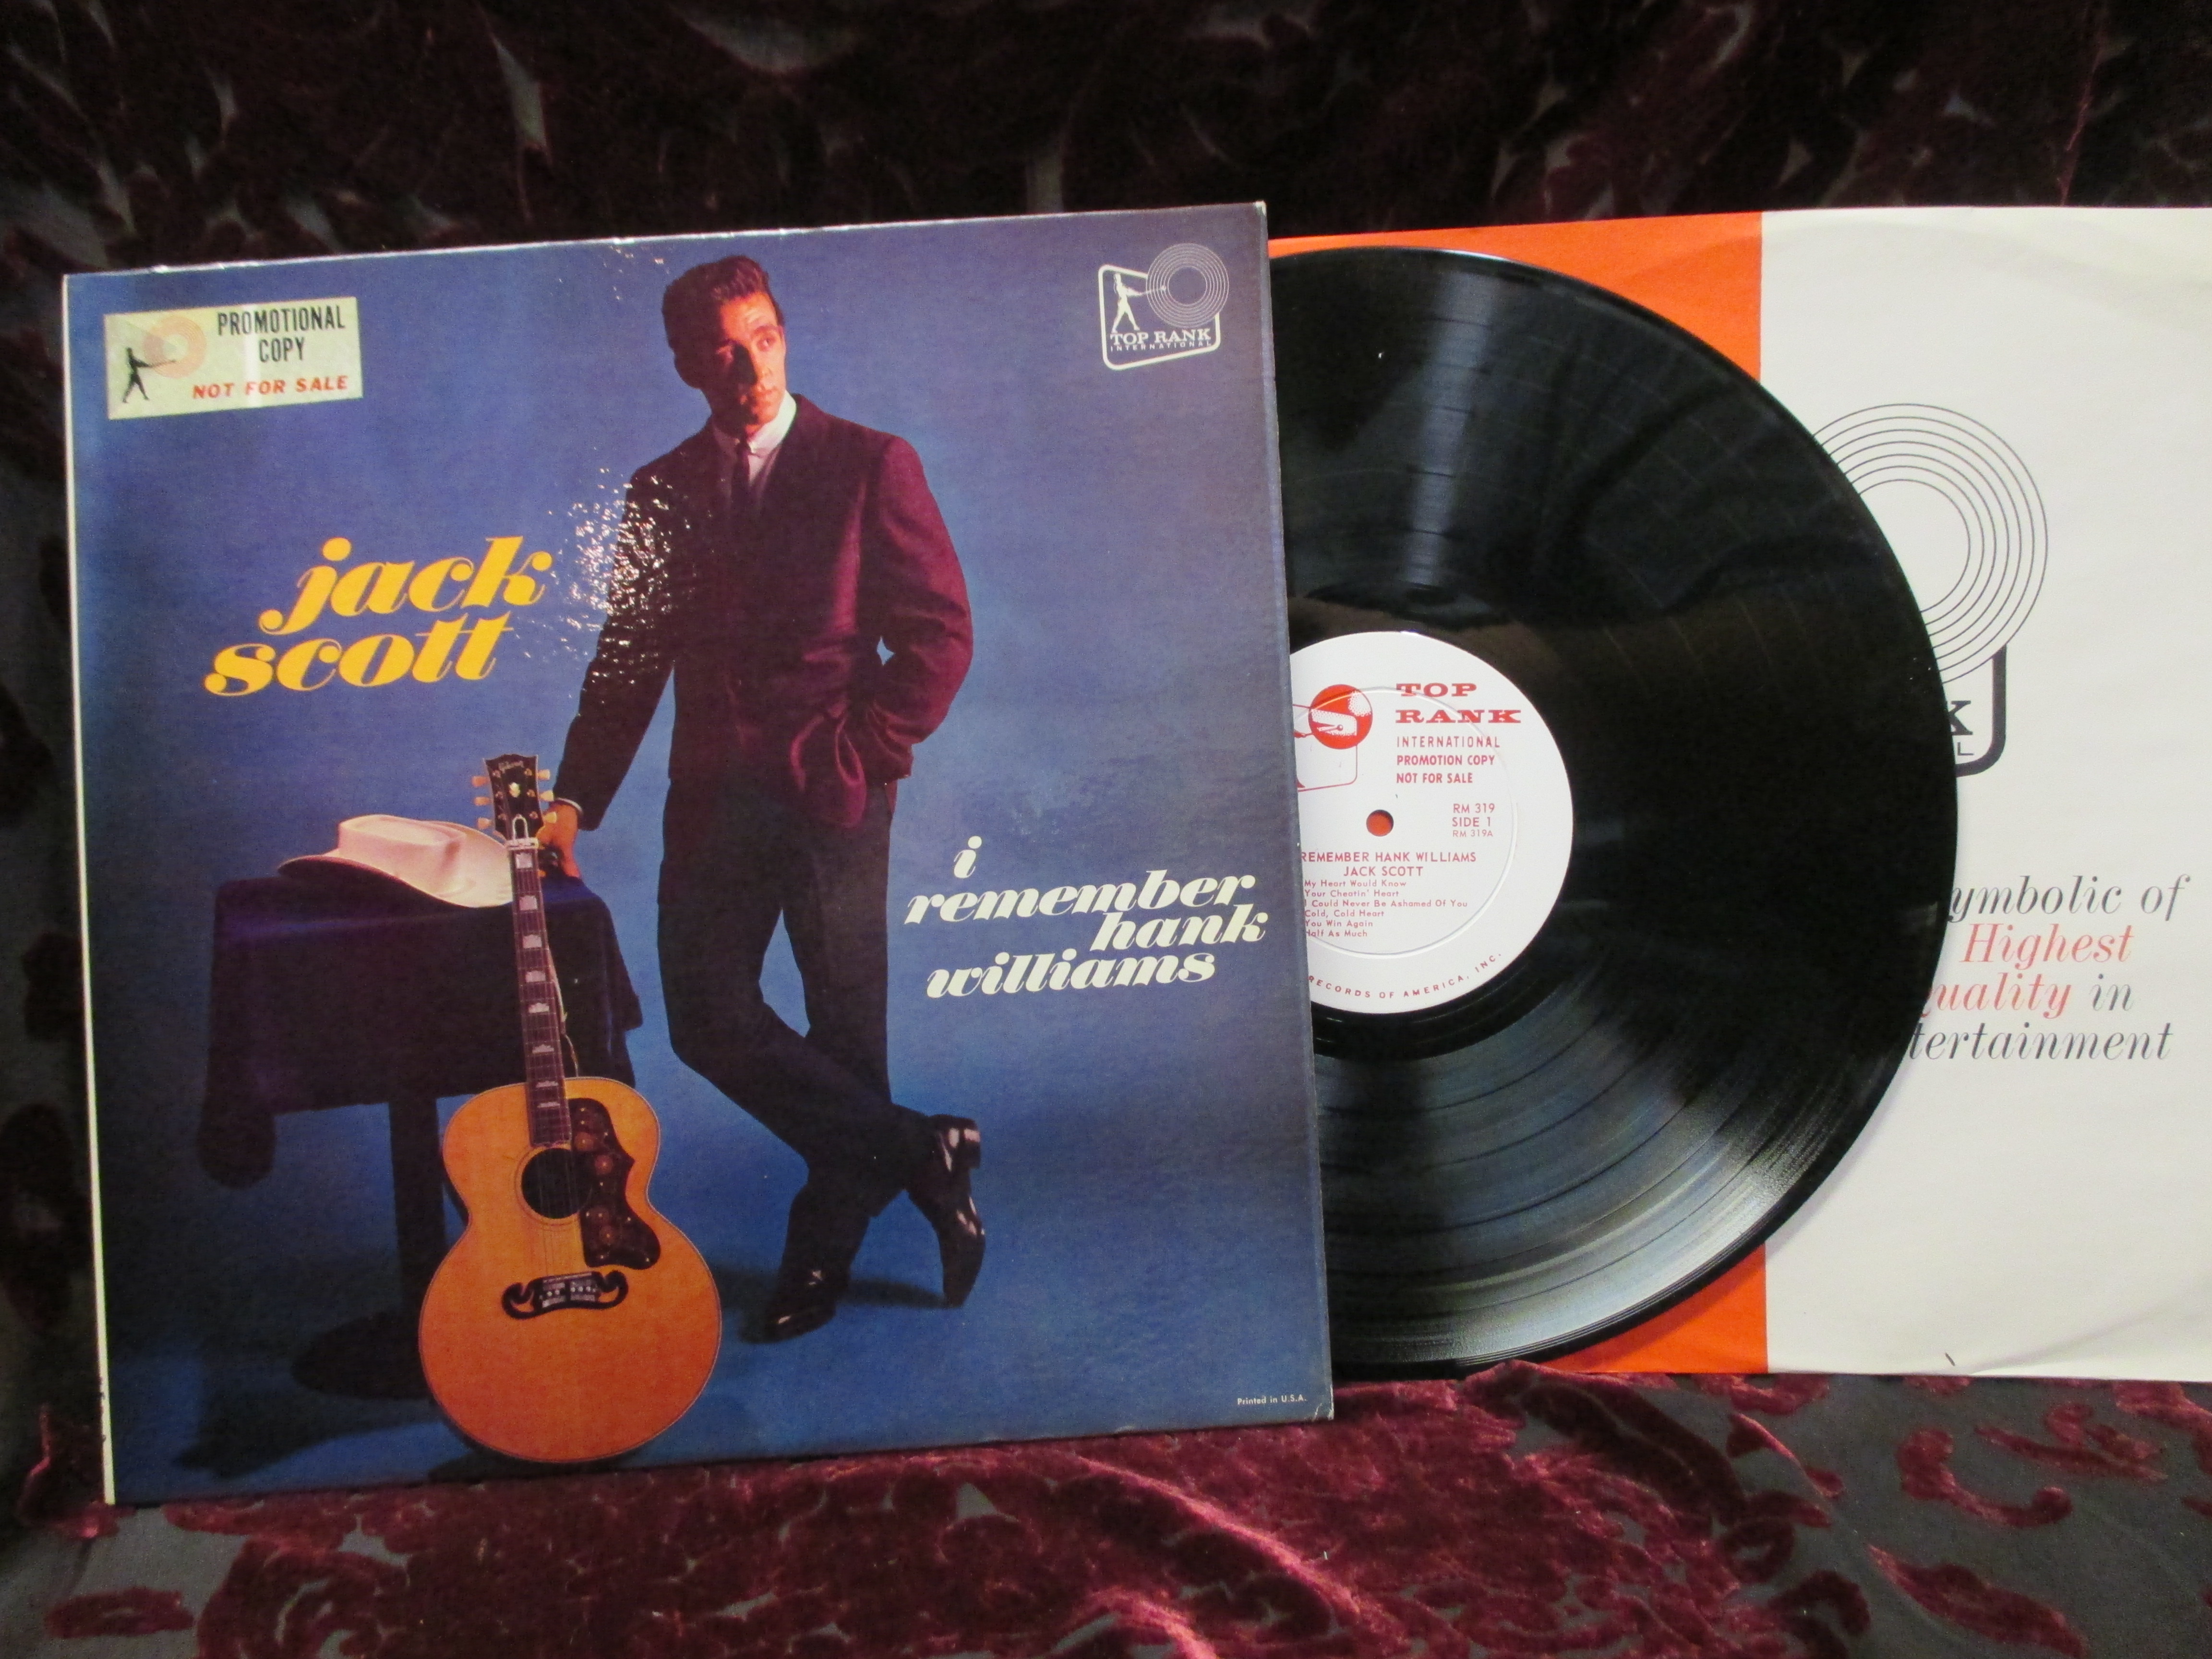 PROMOTIONAL
COPY
NOT FOR SALE
TOP RANK
INTERNATIONAL
jack
scott
Gibson
i
remember
hank
williams
Printed in U.S.A.
TOP
RANK
INTERNATIONAL
PROMOTION COPY
NOT FOR SALE
RM 319
SIDE 1
RM 319A
REMEMBER HANK WILLIAMS
JACK SCOTT
My Heart Would Know
Your Cheatin' Heart
I Could Never Be Ashamed Of You
Cold, Cold Heart
You Win Again
Half As Much
RECORDS OF AMERICA, INC.
K
L
ymbolic of
Highest
uality in
tertainment